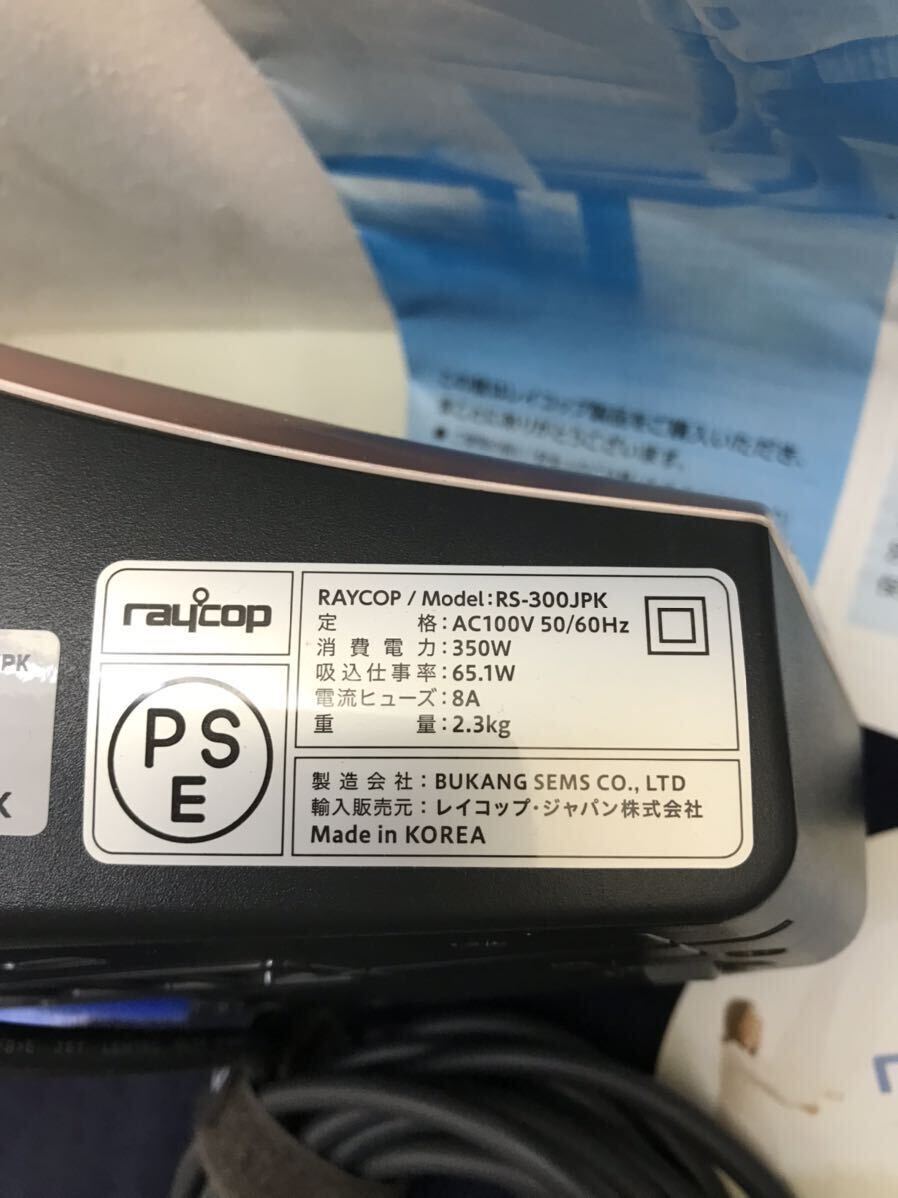 この度はレイコップ製品をご購入いただき、
まことにありがとうございます。
raycop
RAYCOP / Model:RS-300JPK
定 格:AC100V 50/60Hz
消費電力:350W
吸込仕事率:65.1W
電流ヒューズ:8A
重 量:2.3kg
PS
E
製造会社:BUKANG SEMS CO., LTD
輸入販売元:レイコップ・ジャパン株式会社
Made in KOREA
PK
K